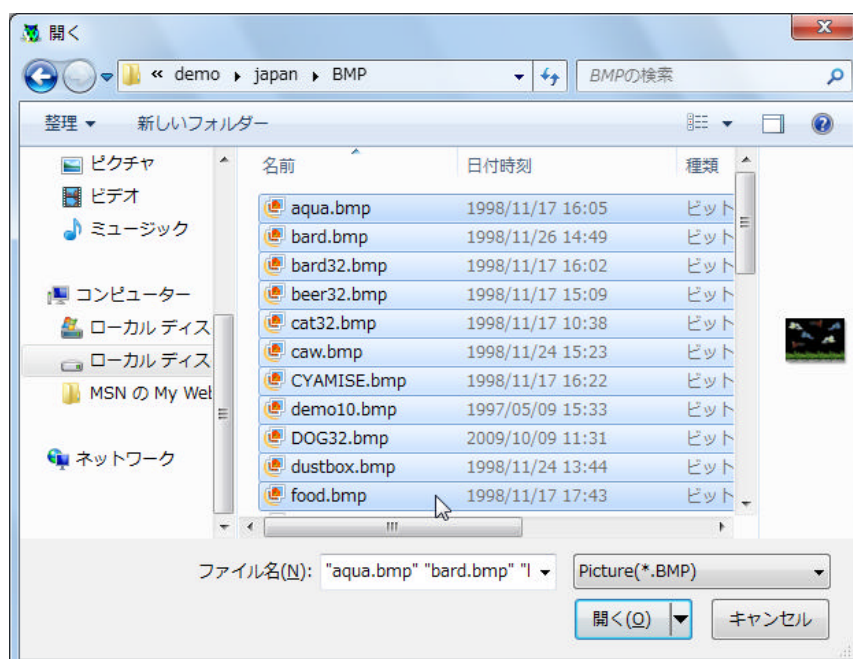 開く
« demo ▸ japan ▸ BMP
BMPの検索
整理 ▼ 新しいフォルダー
ピクチャ
ビデオ
ミュージック
コンピューター
ローカル ディス
ローカル ディス
MSN の My Web
ネットワーク
名前 日付時刻 種類
aqua.bmp 1998/11/17 16:05 ビット
bard.bmp 1998/11/26 14:49 ビット
bard32.bmp 1998/11/17 16:02 ビット
beer32.bmp 1998/11/17 15:09 ビット
cat32.bmp 1998/11/17 10:38 ビット
caw.bmp 1998/11/24 15:23 ビット
CYAMISE.bmp 1998/11/17 16:22 ビット
demo10.bmp 1997/05/09 15:33 ビット
DOG32.bmp 2009/10/09 11:31 ビット
dustbox.bmp 1998/11/24 13:44 ビット
food.bmp 1998/11/17 17:43 ビット
ファイル名(N): "aqua.bmp" "bard.bmp" "l
Picture(*.BMP)
開く(O) キャンセル